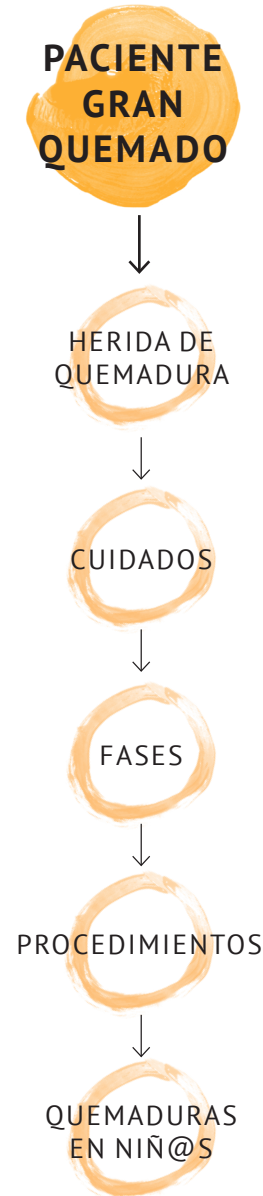 PACIENTE
GRAN
QUEMADO
HERIDA DE
QUEMADURA
CUIDADOS
FASES
PROCEDIMIENTOS
QUEMADURAS
EN NIÑ@S